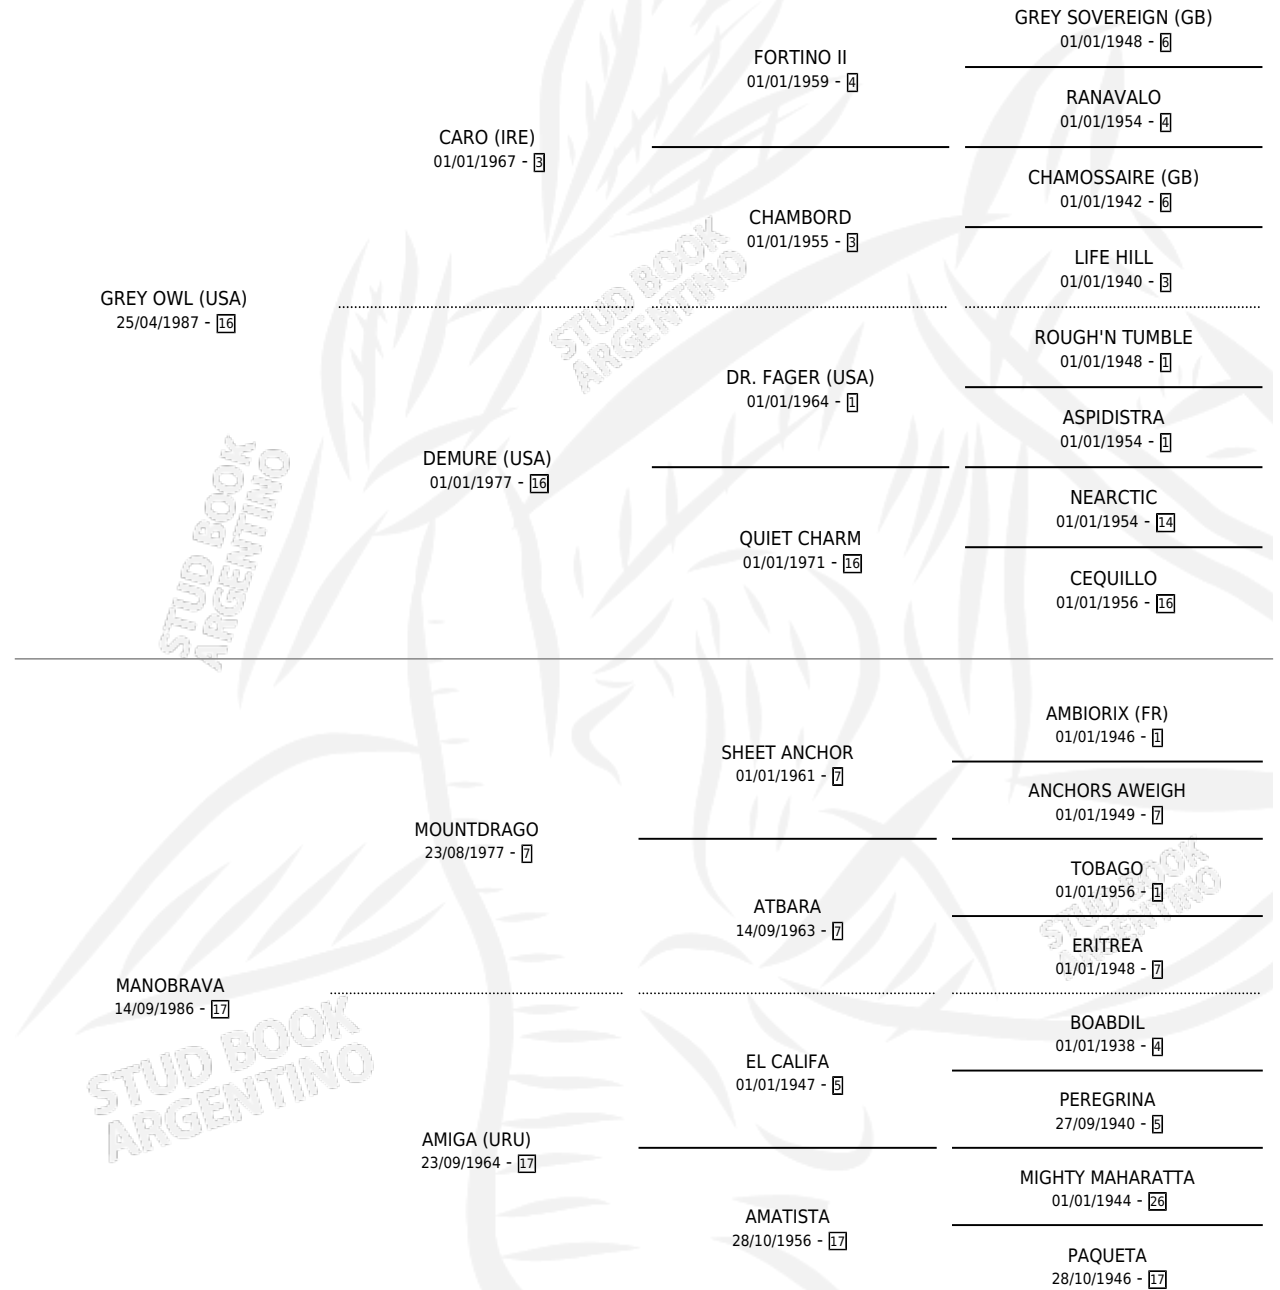 GREY SOVEREIGN (GB)
01/01/1948 - 6
FORTINO II
01/01/1959 - 4
RANAVALO
01/01/1954 - 4
CARO (IRE)
01/01/1967 - 3
CHAMOSSAIRE (GB)
01/01/1942 - 6
CHAMBORD
01/01/1955 - 3
LIFE HILL
01/01/1940 - 3
GREY OWL (USA)
25/04/1987 - 16
STUD BOOK
ARGENTINO
ROUGH'N TUMBLE
01/01/1948 - 1
DR. FAGER (USA)
01/01/1964 - 1
ASPIDISTRA
01/01/1954 - 1
DEMURE (USA)
01/01/1977 - 16
NEARCTIC
01/01/1954 - 14
QUIET CHARM
01/01/1971 - 16
CEQUILLO
01/01/1956 - 16
STUD BOOK
ARGENTINO
AMBIORIX (FR)
01/01/1946 - 1
SHEET ANCHOR
01/01/1961 - 7
ANCHORS AWEIGH
01/01/1949 - 7
MOUNTDRAGO
23/08/1977 - 7
TOBAGO
01/01/1956 - 1
ATBARA
14/09/1963 - 7
STUD BOOK
ARGENTINO
ERITREA
01/01/1948 - 7
MANOBRAVA
14/09/1986 - 17
BOABDIL
01/01/1938 - 4
EL CALIFA
01/01/1947 - 5
STUD BOOK
ARGENTINO
PEREGRINA
27/09/1940 - 5
AMIGA (URU)
23/09/1964 - 17
MIGHTY MAHARATTA
01/01/1944 - 26
AMATISTA
28/10/1956 - 17
PAQUETA
28/10/1946 - 17